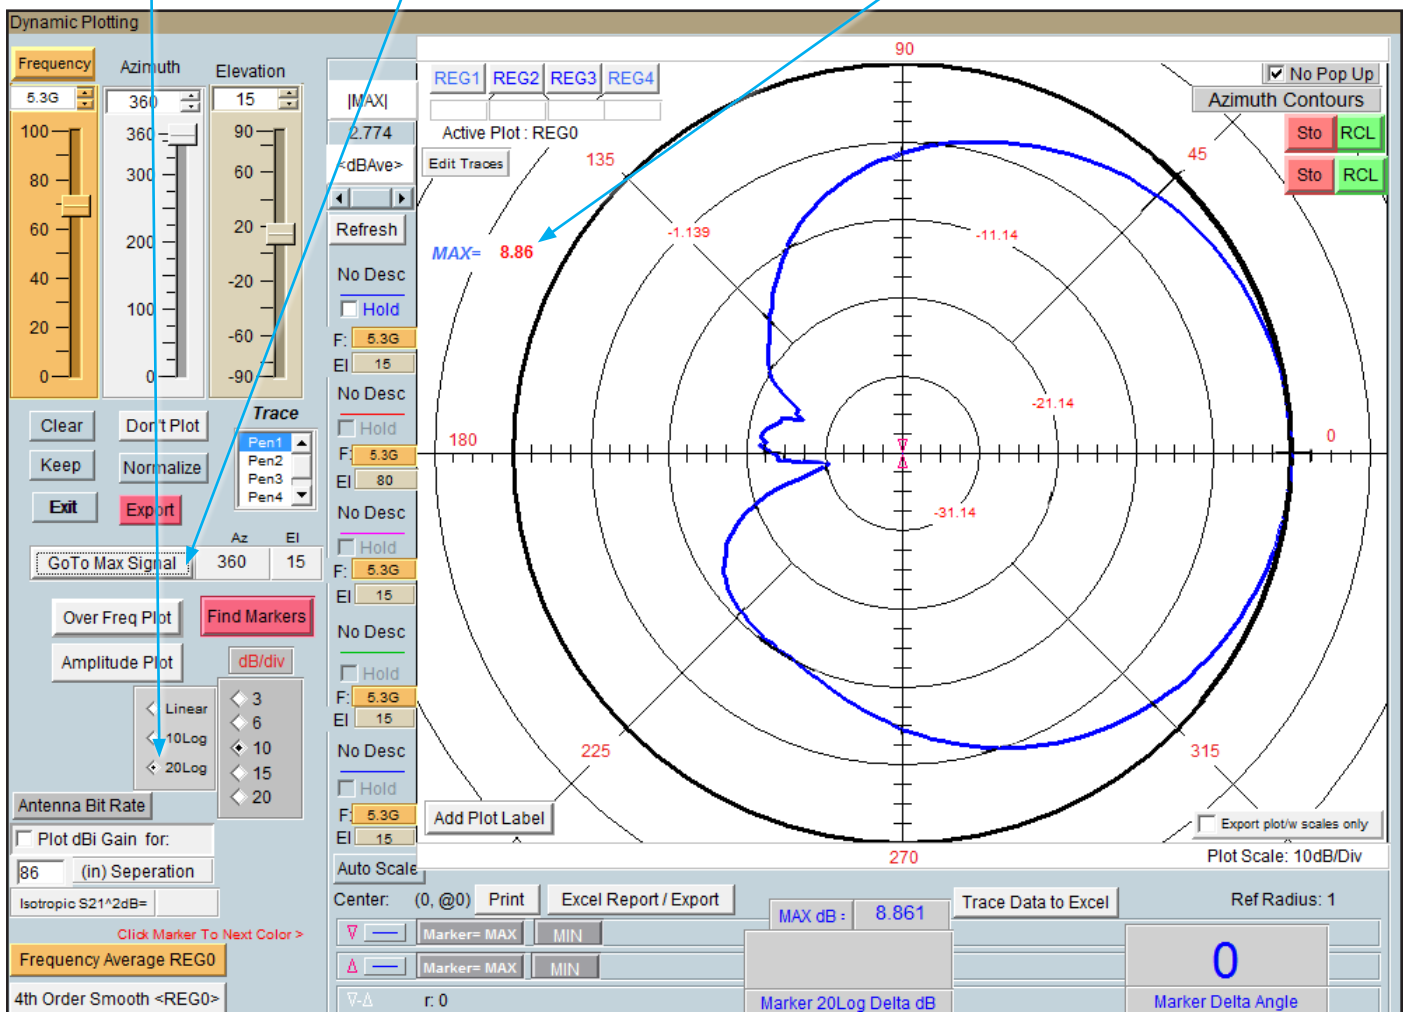 Dynamic Plotting
Frequency
Azimuth
Elevation
5.3G
360
15
100
80
60
40
20
0
360
300
200
100
0
90
60
20
-20
-60
-90
Clear
Don't Plot
Keep
Normalize
Exit
Export
Trace
Pen1
Pen2
Pen3
Pen4
Az
El
GoTo Max Signal
360
15
Over Freq Plot
Find Markers
Amplitude Plot
dB/div
Linear
10Log
20Log
3
6
10
15
20
Antenna Bit Rate
Plot dBi Gain for:
86
(in) Seperation
Isotropic S21^2dB=
Click Marker To Next Color >
Frequency Average REG0
4th Order Smooth <REG0>
|MAX|
2.774
<dBAve>
Refresh
No Desc
Hold
F: 5.3G
El 15
No Desc
Hold
F: 5.3G
El 80
No Desc
Hold
F: 5.3G
El 15
No Desc
Hold
F: 5.3G
El 15
No Desc
Hold
F: 5.3G
El 15
Auto Scale
REG1 REG2 REG3 REG4
Active Plot : REG0
Edit Traces
MAX= 8.86
90
No Pop Up
Azimuth Contours
Sto RCL
Sto RCL
135
45
-1.139
-11.14
-21.14
-31.14
180
0
225
315
270
Add Plot Label
Export plot/w scales only
Plot Scale: 10dB/Div
Center: (0, @0)
Print
Excel Report / Export
MAX dB : 8.861
Trace Data to Excel
Ref Radius: 1
Marker= MAX MIN
Marker= MAX MIN
∇-Δ r: 0
Marker 20Log Delta dB
0
Marker Delta Angle